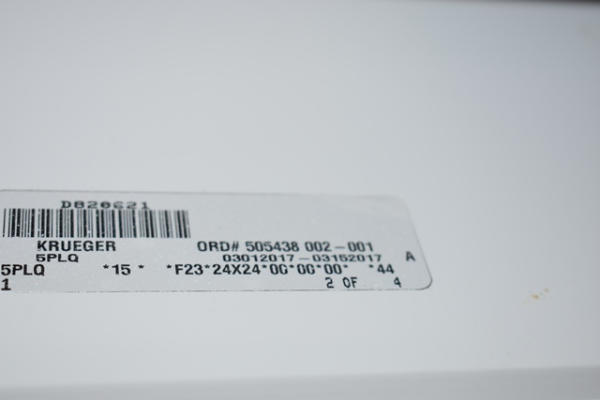 D820621
KRUEGER ORD# 505438 002-001
5PLQ 03012017-03152017 A
5PLQ *15 * *F23*24X24*0G*0G*00* *44
1 2 OF 4